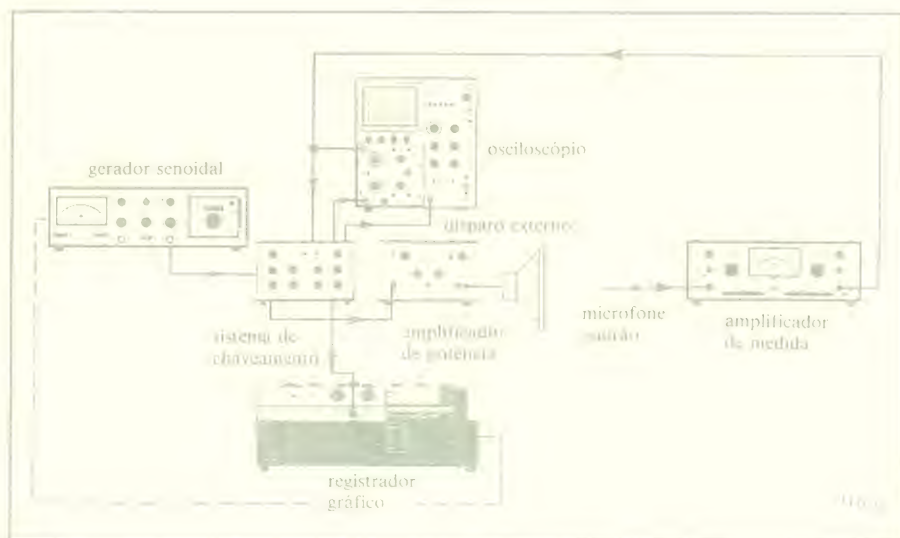 osciloscópio
gerador senoidal
disparo externo
sistema de
chaveamento
amplificador
de potência
microfone
padrão
amplificador
de medida
registrador
gráfico